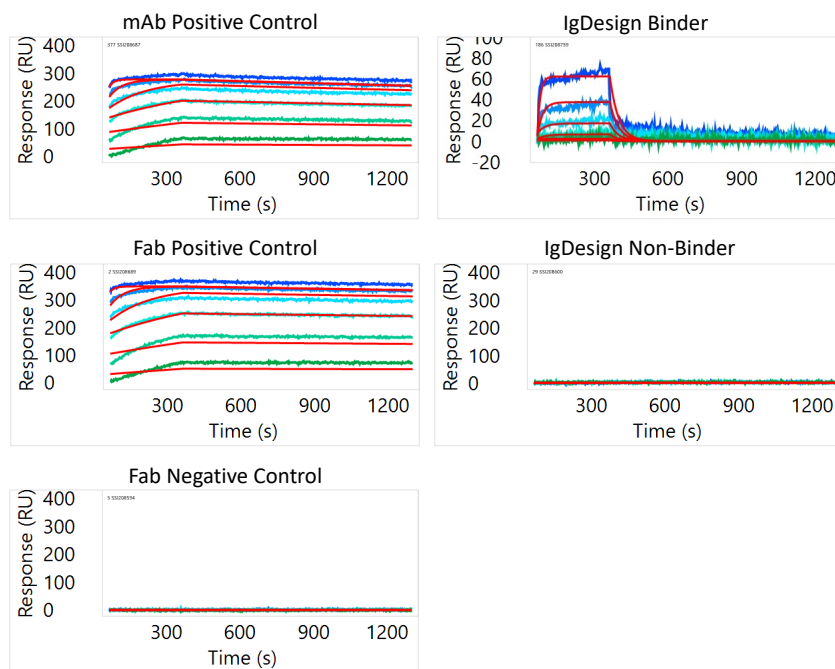 mAb Positive Control
377 SSI208687
400
300
200
100
0
Response (RU)
300 600 900 1200
Time (s)
IgDesign Binder
186 SSI208739
100
80
60
40
20
0
-20
Response (RU)
300 600 900 1200
Time (s)
Fab Positive Control
2 SSI208689
400
300
200
100
0
Response (RU)
300 600 900 1200
Time (s)
IgDesign Non-Binder
29 SSI208600
400
300
200
100
0
Response (RU)
300 600 900 1200
Time (s)
Fab Negative Control
5 SSI208594
400
300
200
100
0
Response (RU)
300 600 900 1200
Time (s)